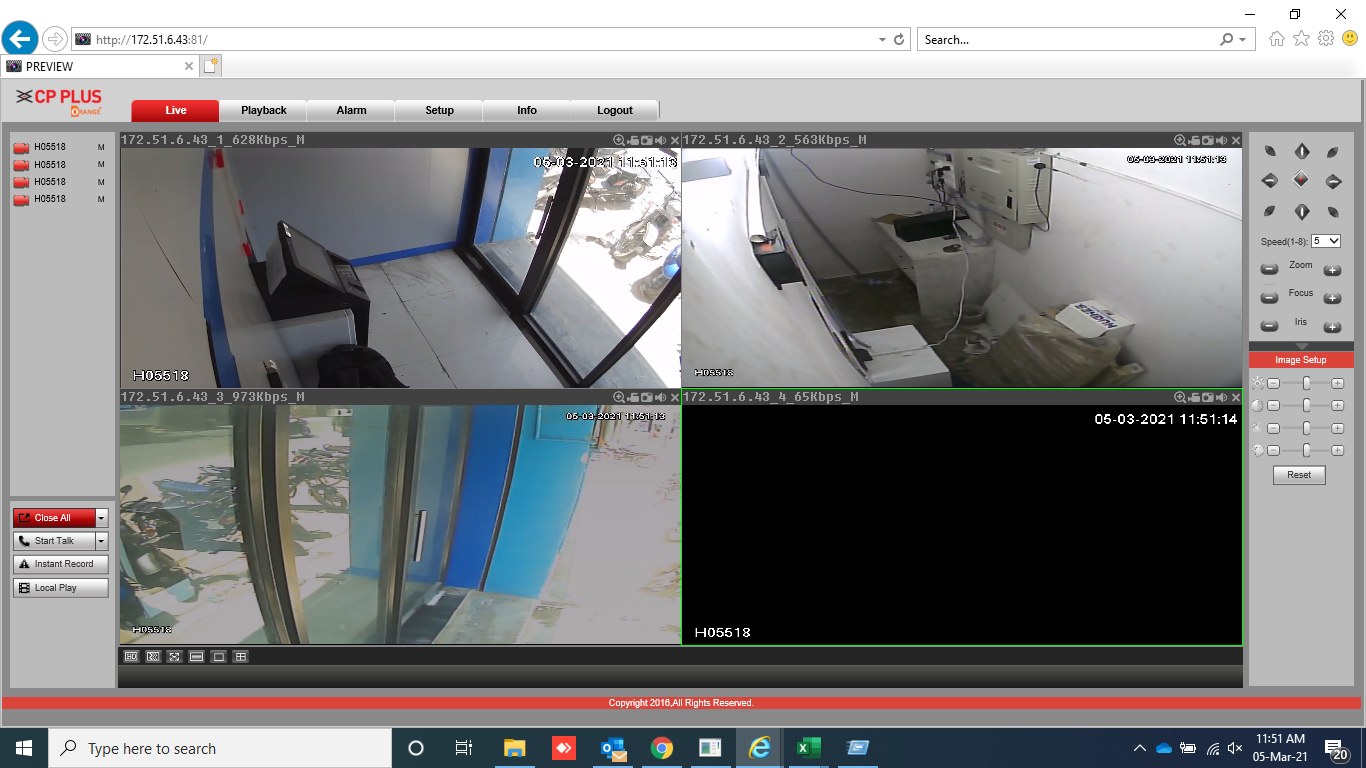 http://172.51.6.43:81/
Search...
PREVIEW
CP PLUS
ORANGE
Live
Playback
Alarm
Setup
Info
Logout
H05518 M
H05518 M
H05518 M
H05518 M
Close All
Start Talk
Instant Record
Local Play
172.51.6.43_1_628Kbps_M
05-03-2021 11:51:13
H05518
172.51.6.43_2_563Kbps_M
05-03-2021 11:51:13
H05518
172.51.6.43_3_973Kbps_M
05-03-2021 11:51:13
H05518
172.51.6.43_4_65Kbps_M
05-03-2021 11:51:14
H05518
Speed(1-8): 5
Zoom
Focus
Iris
Image Setup
Reset
Copyright 2016,All Rights Reserved.
Type here to search
11:51 AM
05-Mar-21
20